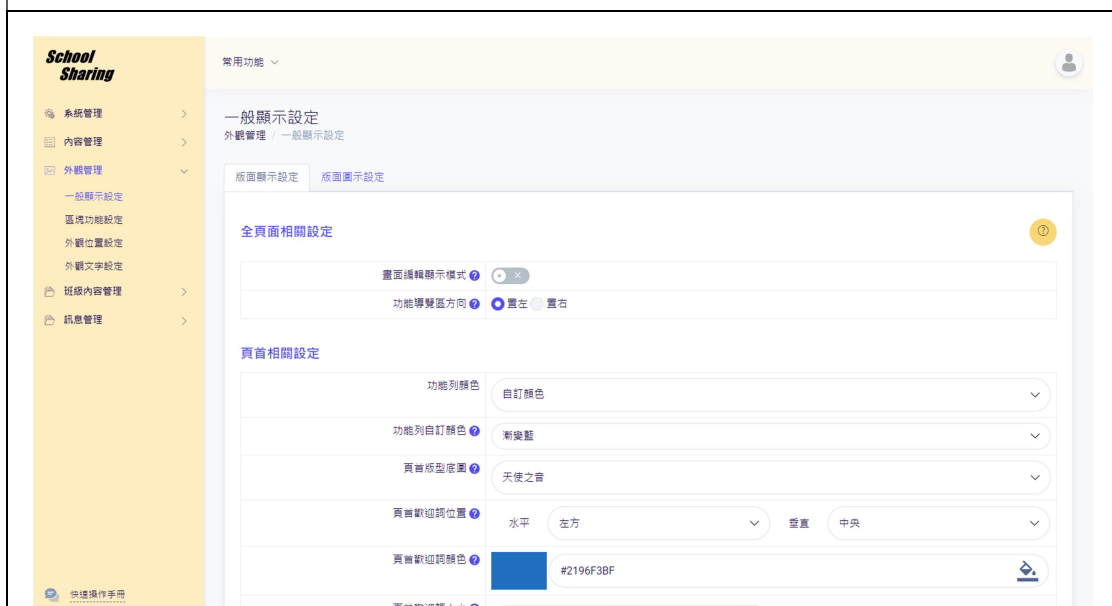 School
Sharing
常用功能
系統管理
內容管理
外觀管理
一般顯示設定
區塊功能設定
外觀位置設定
外觀文字設定
班級內容管理
訊息管理
快速操作手冊
一般顯示設定
外觀管理 / 一般顯示設定
版面顯示設定 版面圖示設定
全頁面相關設定
畫面編輯顯示模式
功能導覽區方向 置左 置右
頁首相關設定
功能列顏色 自訂顏色
功能列自訂顏色 漸變藍
頁首版型底圖 天使之音
頁首歡迎詞位置 水平 左方 垂直 中央
頁首歡迎詞顏色 #2196F3BF